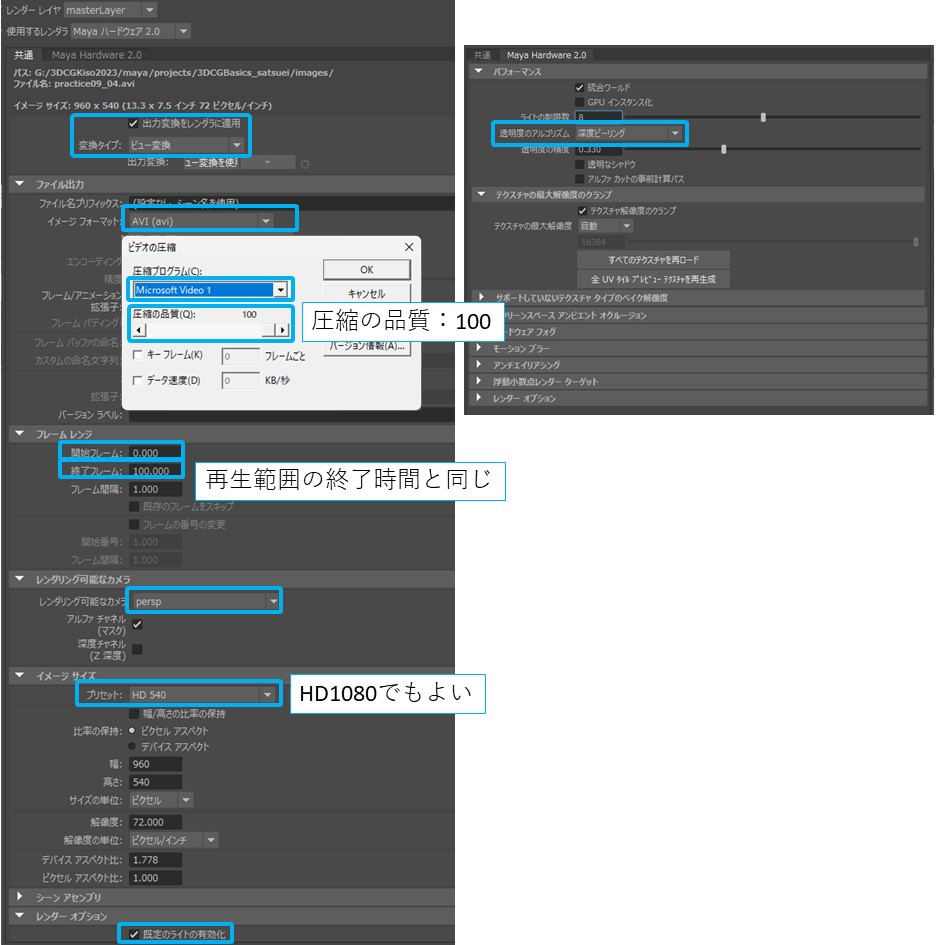 レンダー レイヤ masterLayer
使用するレンダラ Maya ハードウェア 2.0
共通 Maya Hardware 2.0
パス: G:/3DCGKiso2023/maya/projects/3DCGBasics_satsuei/images/
ファイル名: practice09_04.avi
イメージ サイズ: 960 x 540 (13.3 x 7.5 インチ 72 ピクセル/インチ)
出力変換をレンダラに適用
変換タイプ: ビュー変換
出力変換: ュー変換を使用
ファイル出力
ファイル名プリフィックス: (設定なし、シーン名を使用)
イメージ フォーマット: AVI (avi)
エンコーディング
精度
フレーム/アニメーション
拡張子:
フレーム パディング
フレーム バッファの命名:
カスタムの命名文字列:
拡張子:
バージョン ラベル:
ビデオの圧縮
圧縮プログラム(C):
Microsoft Video 1
圧縮の品質(Q): 100
キー フレーム(K) 0 フレームごと
データ速度(D) 0 KB/秒
OK
キャンセル
バージョン情報(A)...
圧縮の品質：100
フレーム レンジ
開始フレーム: 0.000
終了フレーム: 100.000
再生範囲の終了時間と同じ
フレーム間隔: 1.000
既存のフレームをスキップ
フレームの番号の変更
開始番号: 1.000
フレーム間隔: 1.000
レンダリング可能なカメラ
レンダリング可能なカメラ persp
アルファ チャネル
(マスク)
深度チャネル
(Z 深度)
イメージ サイズ
プリセット: HD 540
HD1080でもよい
幅/高さの比率の保持
比率の保持: ピクセル アスペクト
デバイス アスペクト
幅: 960
高さ: 540
サイズの単位: ピクセル
解像度: 72.000
解像度の単位: ピクセル/インチ
デバイス アスペクト比: 1.778
ピクセル アスペクト比: 1.000
シーン アセンブリ
レンダー オプション
既定のライトの有効化
共通 Maya Hardware 2.0
パフォーマンス
統合ワールド
GPU インスタンス化
ライトの制限数 8
透明度のアルゴリズム 深度ピーリング
透明度の精度 0.330
透明なシャドウ
アルファ カットの事前計算パス
テクスチャの最大解像度のクランプ
テクスチャ解像度のクランプ
テクスチャの最大解像度 自動
16384
すべてのテクスチャを再ロード
全 UV タイル プレビュー テクスチャを再生成
サポートしていないテクスチャ タイプのベイク解像度
クリーンスペース アンビエント オクルージョン
ードウェア フォグ
モーション ブラー
アンチエイリアシング
浮動小数点レンダー ターゲット
レンダー オプション